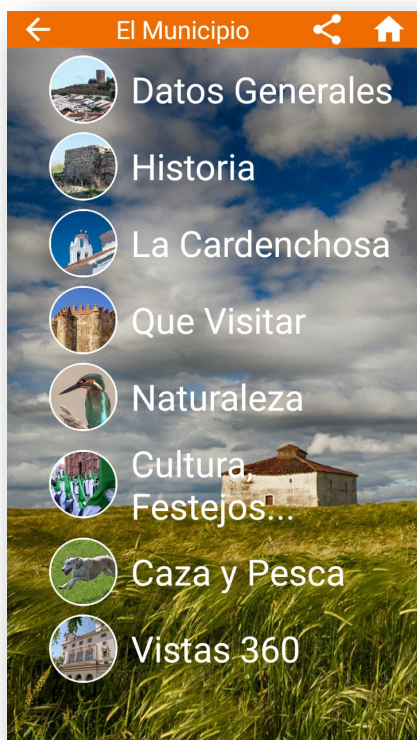 El Municipio
Datos Generales
Historia
La Cardenchosa
Que Visitar
Naturaleza
Cultura,
Festejos...
Caza y Pesca
Vistas 360